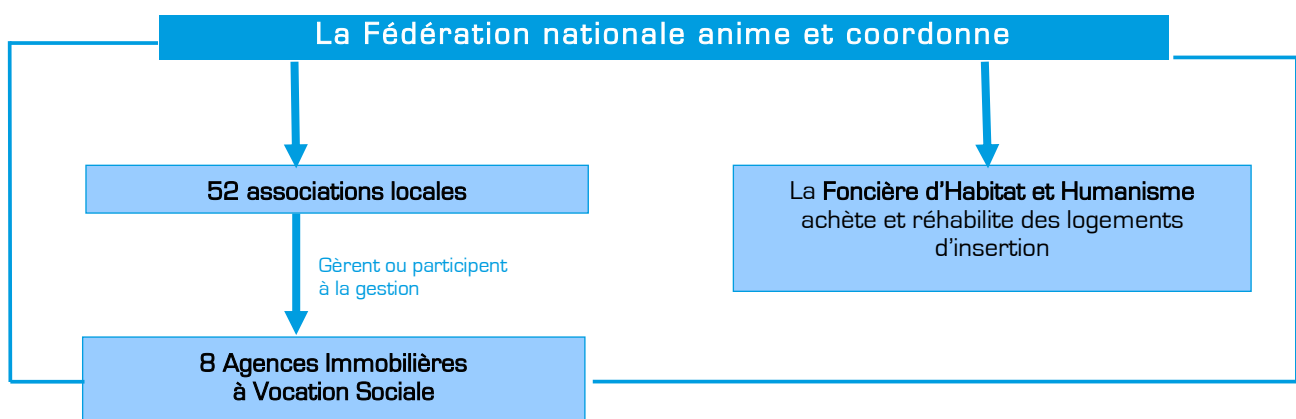 La Fédération nationale anime et coordonne
52 associations locales
La Foncière d'Habitat et Humanisme
achète et réhabilite des logements
d'insertion
Gèrent ou participent
à la gestion
8 Agences Immobilières
à Vocation Sociale